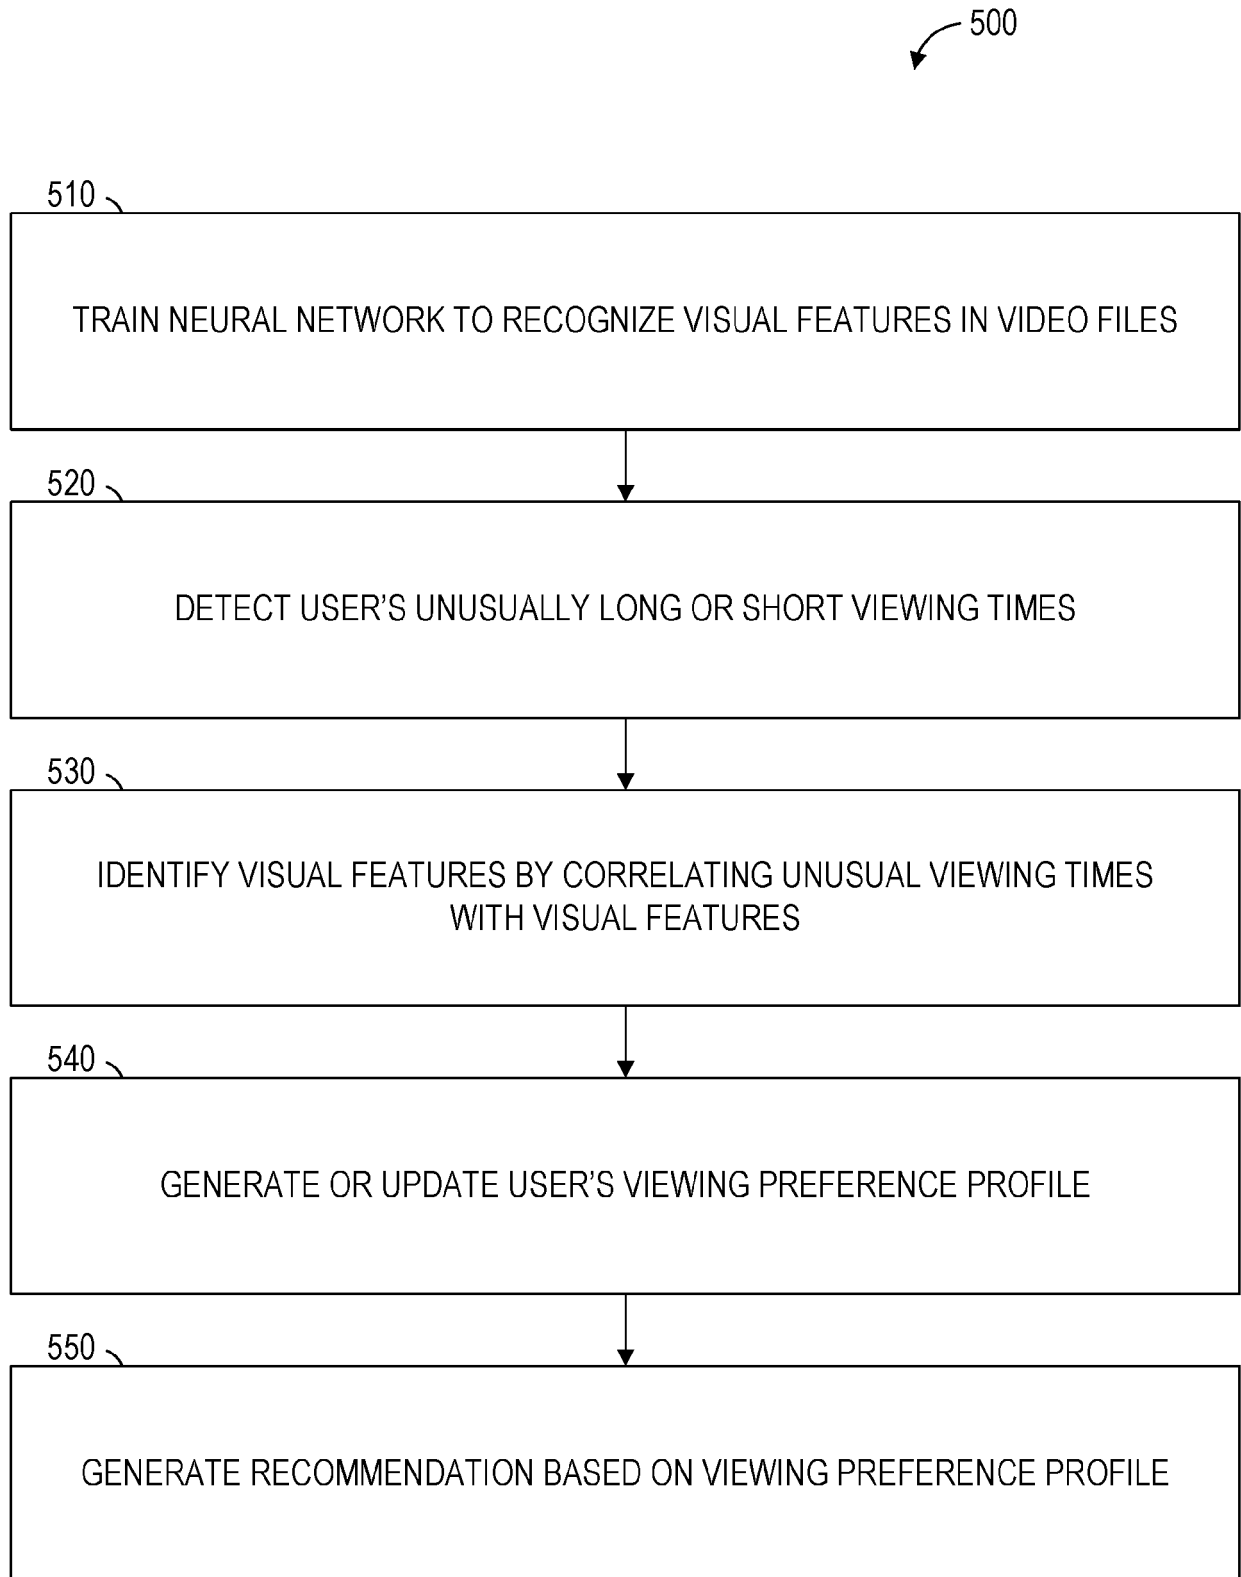 500
510
TRAIN NEURAL NETWORK TO RECOGNIZE VISUAL FEATURES IN VIDEO FILES
520
DETECT USER’S UNUSUALLY LONG OR SHORT VIEWING TIMES
530
IDENTIFY VISUAL FEATURES BY CORRELATING UNUSUAL VIEWING TIMES
WITH VISUAL FEATURES
540
GENERATE OR UPDATE USER’S VIEWING PREFERENCE PROFILE
550
GENERATE RECOMMENDATION BASED ON VIEWING PREFERENCE PROFILE